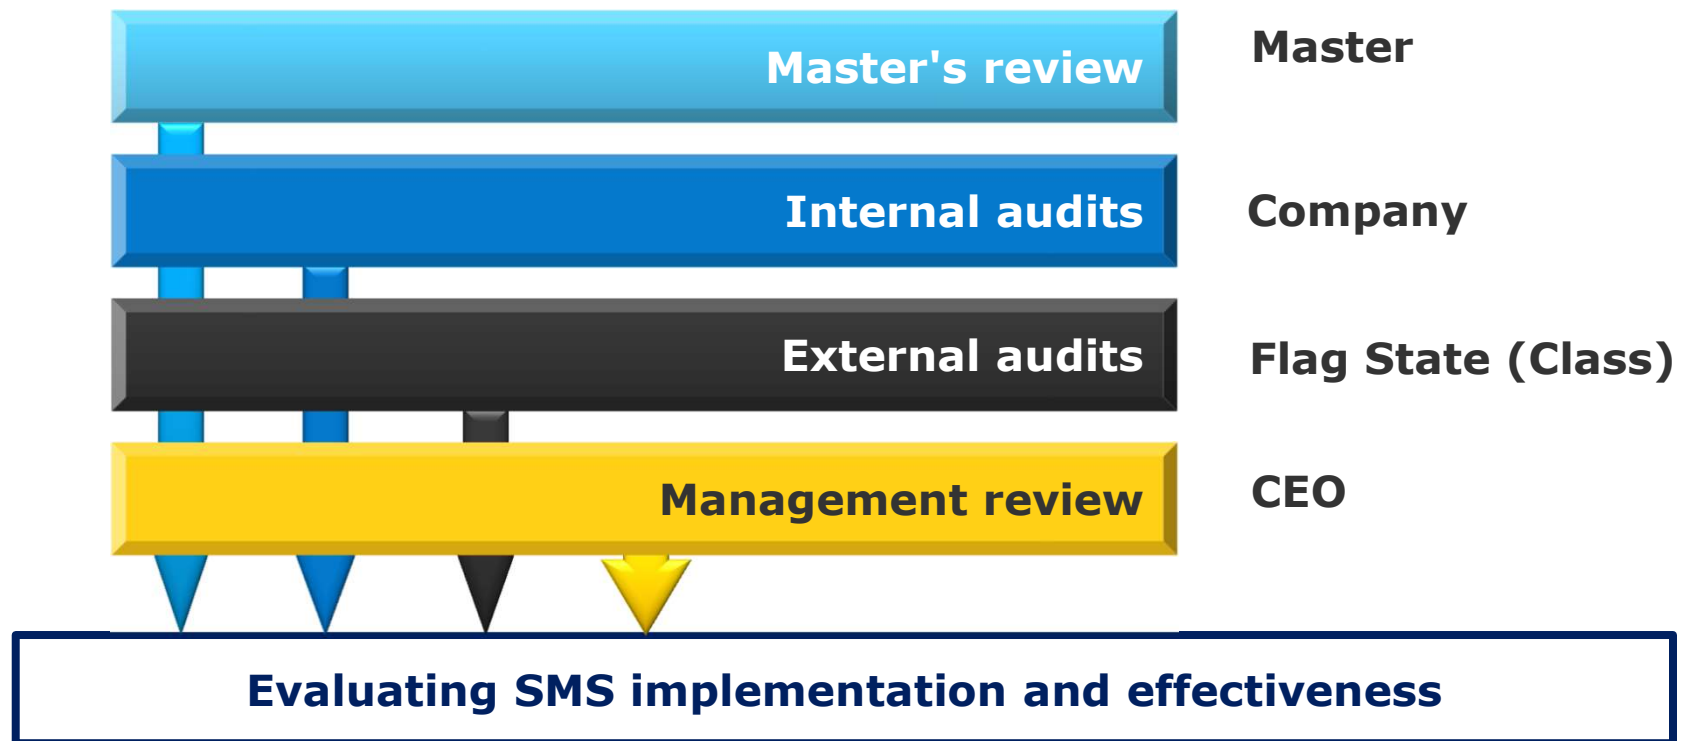 Master's review
Master
Internal audits
Company
External audits
Flag State (Class)
Management review
CEO
Evaluating SMS implementation and effectiveness